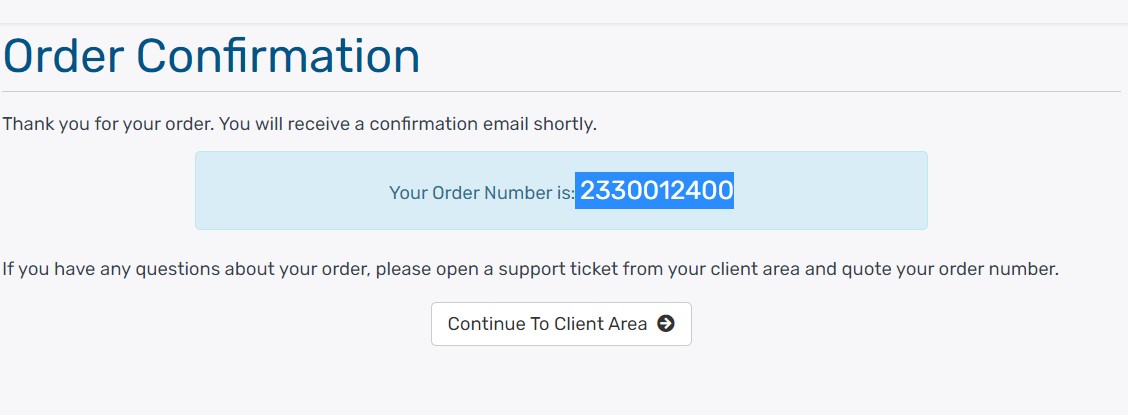 Order Confirmation
Thank you for your order. You will receive a confirmation email shortly.
Your Order Number is: 2330012400
If you have any questions about your order, please open a support ticket from your client area and quote your order number.
Continue To Client Area